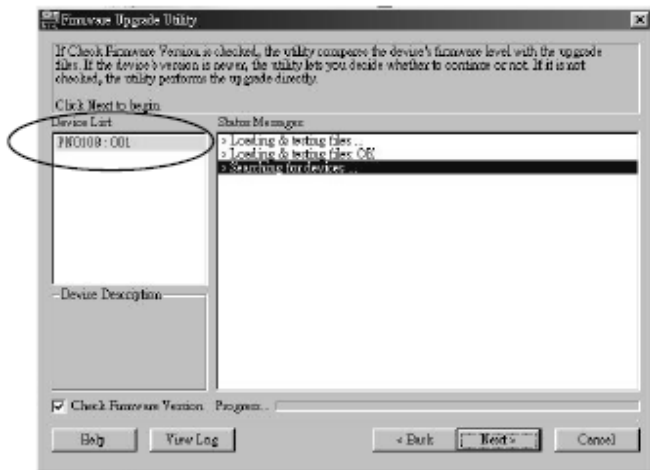 Firmware Upgrade Utility
If Check Firmware Version is checked, the utility compares the device's firmware level with the upgrade
files. If the device's version is newer, the utility lets you decide whether to continue or not. If it is not
checked, the utility performs the upgrade directly.
Click Next to begin
Device List
Status Messages
PN0108 : 001
> Loading & testing files ...
> Loading & testing files: OK
> Searching for devices ...
Device Description
Check Firmware Version
Progress...
Help
View Log
< Back
Next >
Cancel